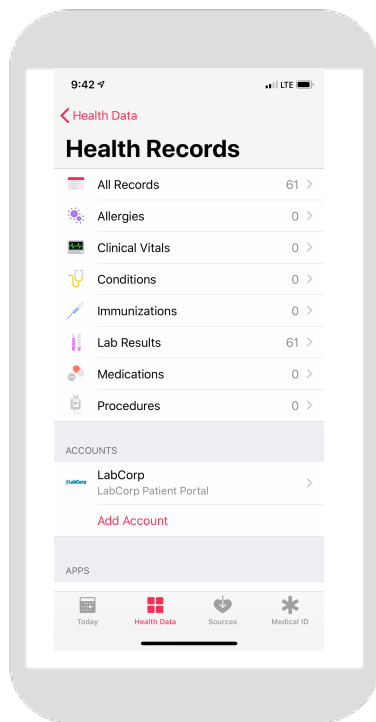 9:42
LTE
Health Data
Health Records
All Records 61
Allergies 0
Clinical Vitals 0
Conditions 0
Immunizations 0
Lab Results 61
Medications 0
Procedures 0
ACCOUNTS
LabCorp
LabCorp
LabCorp Patient Portal
Add Account
APPS
Today Health Data Sources Medical ID